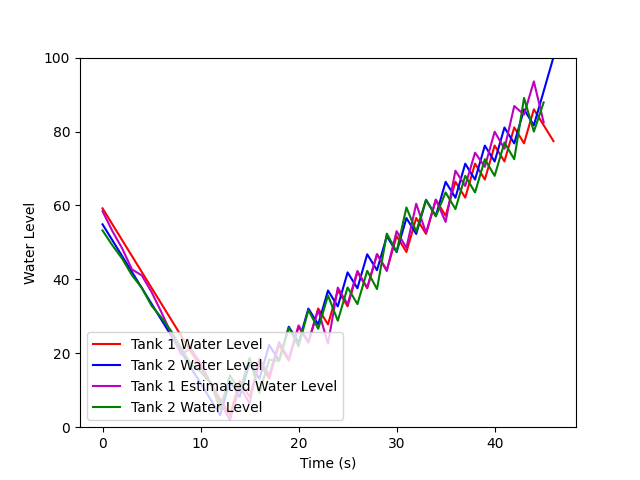 100
80
60
40
20
0
Water Level
Tank 1 Water Level
Tank 2 Water Level
Tank 1 Estimated Water Level
Tank 2 Water Level
0 10 20 30 40
Time (s)